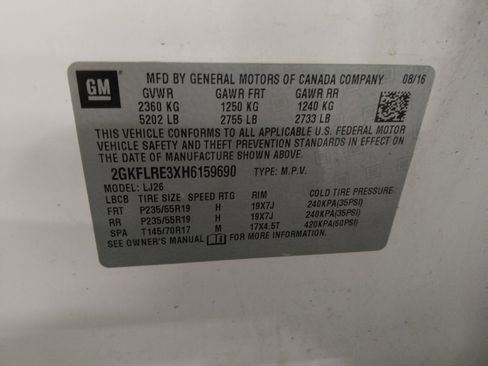 GM
MFD BY GENERAL MOTORS OF CANADA COMPANY 08/16
GVWR GAWR FRT GAWR RR
2360 KG 1250 KG 1240 KG
5202 LB 2755 LB 2733 LB
THIS VEHICLE CONFORMS TO ALL APPLICABLE U.S. FEDERAL MOTOR
VEHICLE SAFETY AND THEFT PREVENTION STANDARDS IN EFFECT ON
THE DATE OF MANUFACTURE SHOWN ABOVE.
2GKFLRE3XH6159690 TYPE: M.P.V.
MODEL: LJ26
LBCB TIRE SIZE SPEED RTG RIM COLD TIRE PRESSURE
FRT P235/55R19 H 19X7J 240KPA(35PSI)
RR P235/55R19 H 19X7J 240KPA(35PSI)
SPA T145/70R17 M 17X4.5T 420KPA(60PSI)
SEE OWNER'S MANUAL FOR MORE INFORMATION.